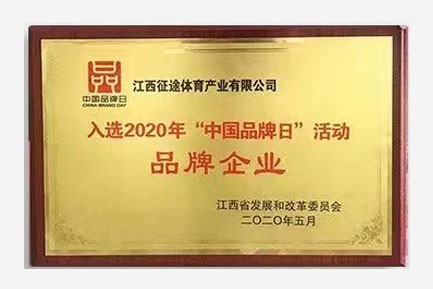 江西征途体育产业有限公司
中国品牌日
CHINA BRAND DAY
入选2020年“中国品牌日”活动
品牌企业
江西省发展和改革委员会
二〇二〇年五月